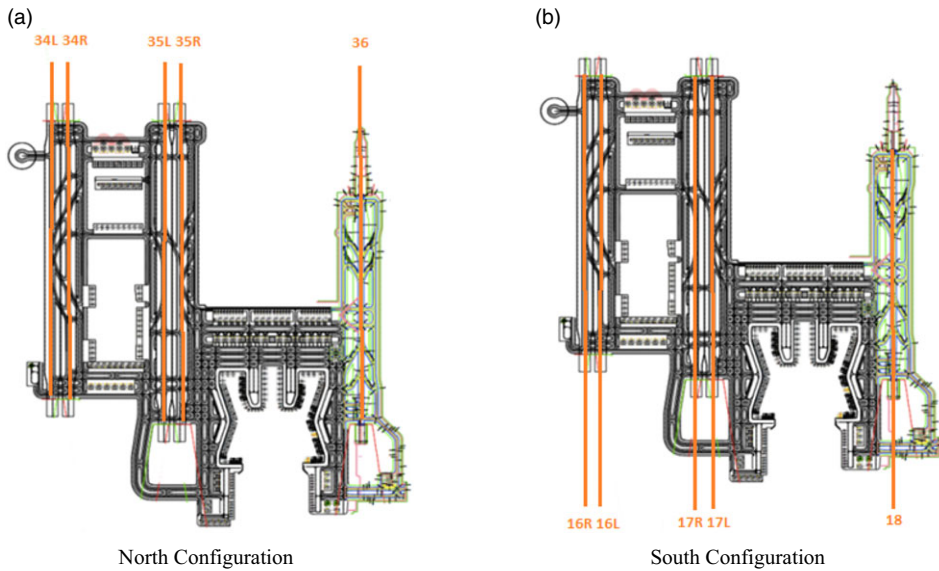 (a)
34L 34R 35L 35R 36
North Configuration
(b)
16R 16L 17R 17L 18
South Configuration